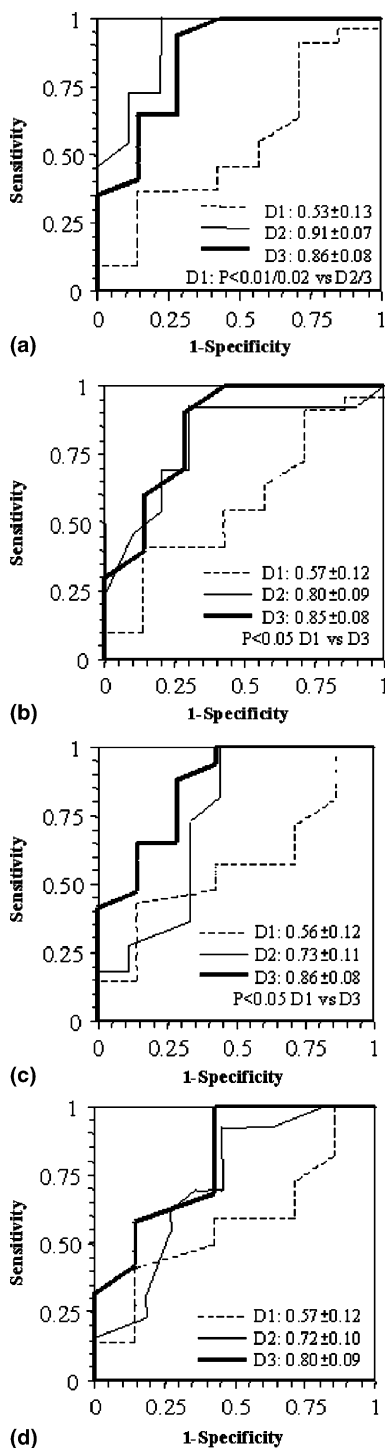 1
0.75
0.50
0.25
0
Sensitivity
D1: 0.53±0.13
D2: 0.91±0.07
D3: 0.86±0.08
D1: P<0.01/0.02 vs D2/3
0 0.25 0.5 0.75 1
1-Specificity
(a)
1
0.75
0.50
0.25
0
Sensitivity
D1: 0.57±0.12
D2: 0.80±0.09
D3: 0.85±0.08
P<0.05 D1 vs D3
0 0.25 0.5 0.75 1
1-Specificity
(b)
1
0.75
0.50
0.25
0
Sensitivity
D1: 0.56±0.12
D2: 0.73±0.11
D3: 0.86±0.08
P<0.05 D1 vs D3
0 0.25 0.5 0.75 1
1-Specificity
(c)
1
0.75
0.50
0.25
0
Sensitivity
D1: 0.57±0.12
D2: 0.72±0.10
D3: 0.80±0.09
0 0.25 0.5 0.75 1
1-Specificity
(d)